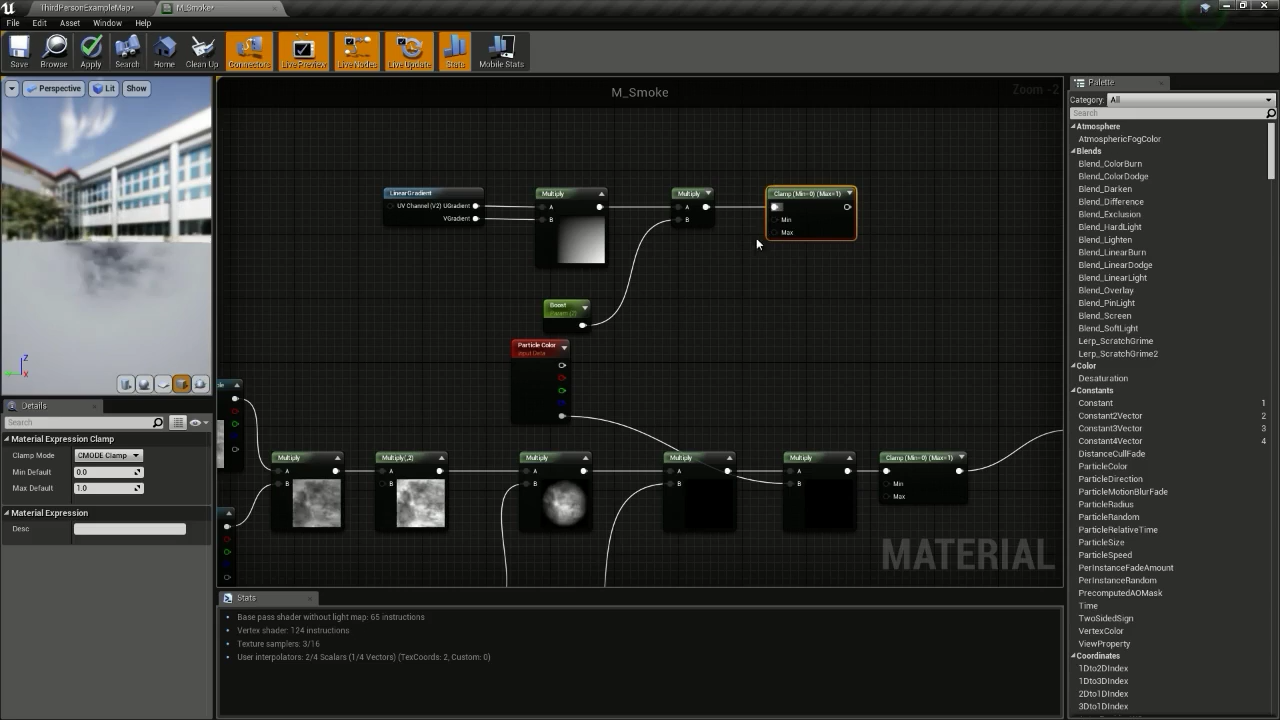 ThirdPersonExampleMap*
M_Smoke*
File Edit Asset Window Help
Save Browse Apply Search Home Clean Up Connectors Live Preview Live Nodes Live Update Stats Mobile Stats
Perspective Lit Show
M_Smoke
Zoom -2
Palette
Category: All
Search
Atmosphere
AtmosphericFogColor
Blends
Blend_ColorBurn
Blend_ColorDodge
Blend_Darken
Blend_Difference
Blend_Exclusion
Blend_HardLight
Blend_Lighten
Blend_LinearBurn
Blend_LinearDodge
Blend_LinearLight
Blend_Overlay
Blend_PinLight
Blend_Screen
Blend_SoftLight
Lerp_ScratchGrime
Lerp_ScratchGrime2
Color
Desaturation
Constants
Constant 1
Constant2Vector 2
Constant3Vector 3
Constant4Vector 4
DistanceCullFade
ParticleColor
ParticleDirection
ParticleMotionBlurFade
ParticleRadius
ParticleRandom
ParticleRelativeTime
ParticleSize
ParticleSpeed
PerInstanceFadeAmount
PerInstanceRandom
PrecomputedAOMask
Time
TwoSidedSign
VertexColor
ViewProperty
Coordinates
1Dto2DIndex
1Dto3DIndex
2Dto1DIndex
3Dto1DIndex
LinearGradient
UV Channel (V2) UGradient
VGradient
Multiply
A
B
Multiply
A
B
Clamp (Min=0) (Max=1)
Min
Max
Boost
Param (2)
Particle Color
Input Data
Multiply
A
B
Multiply(,2)
A
B
Multiply
A
B
Multiply
A
B
Multiply
A
B
Clamp (Min=0) (Max=1)
Min
Max
MATERIAL
Z
X
Details
Search
Material Expression Clamp
Clamp Mode CMODE Clamp
Min Default 0.0
Max Default 1.0
Material Expression
Desc
Stats
Base pass shader without light map: 65 instructions
Vertex shader: 124 instructions
Texture samplers: 3/16
User interpolators: 2/4 Scalars (1/4 Vectors) (TexCoords: 2, Custom: 0)